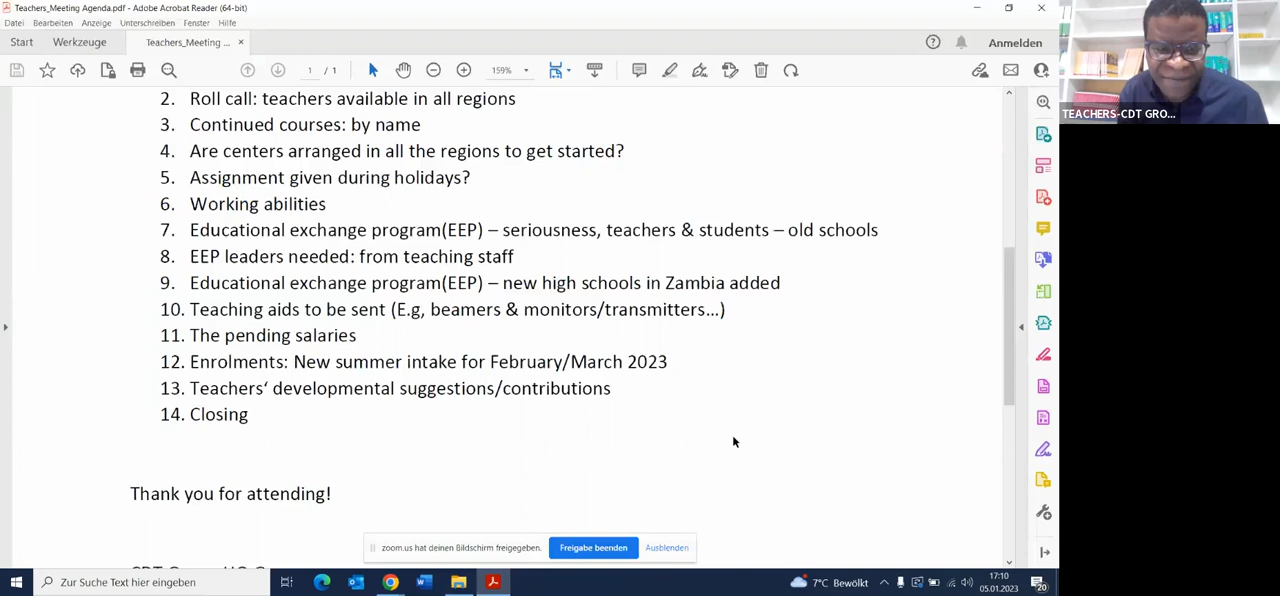 Teachers_Meeting Agenda.pdf - Adobe Acrobat Reader (64-bit)
Datei Bearbeiten Anzeige Unterschreiben Fenster Hilfe
Start Werkzeuge Teachers_Meeting ... × Anmelden
1 / 1 159%
2. Roll call: teachers available in all regions
3. Continued courses: by name
4. Are centers arranged in all the regions to get started?
5. Assignment given during holidays?
6. Working abilities
7. Educational exchange program(EEP) – seriousness, teachers & students – old schools
8. EEP leaders needed: from teaching staff
9. Educational exchange program(EEP) – new high schools in Zambia added
10. Teaching aids to be sent (E.g, beamers & monitors/transmitters...)
11. The pending salaries
12. Enrolments: New summer intake for February/March 2023
13. Teachers‘ developmental suggestions/contributions
14. Closing
Thank you for attending!
zoom.us hat deinen Bildschirm freigegeben. Freigabe beenden Ausblenden
Zur Suche Text hier eingeben
7°C Bewölkt
17:10
05.01.2023
20
TEACHERS-CDT GRO...